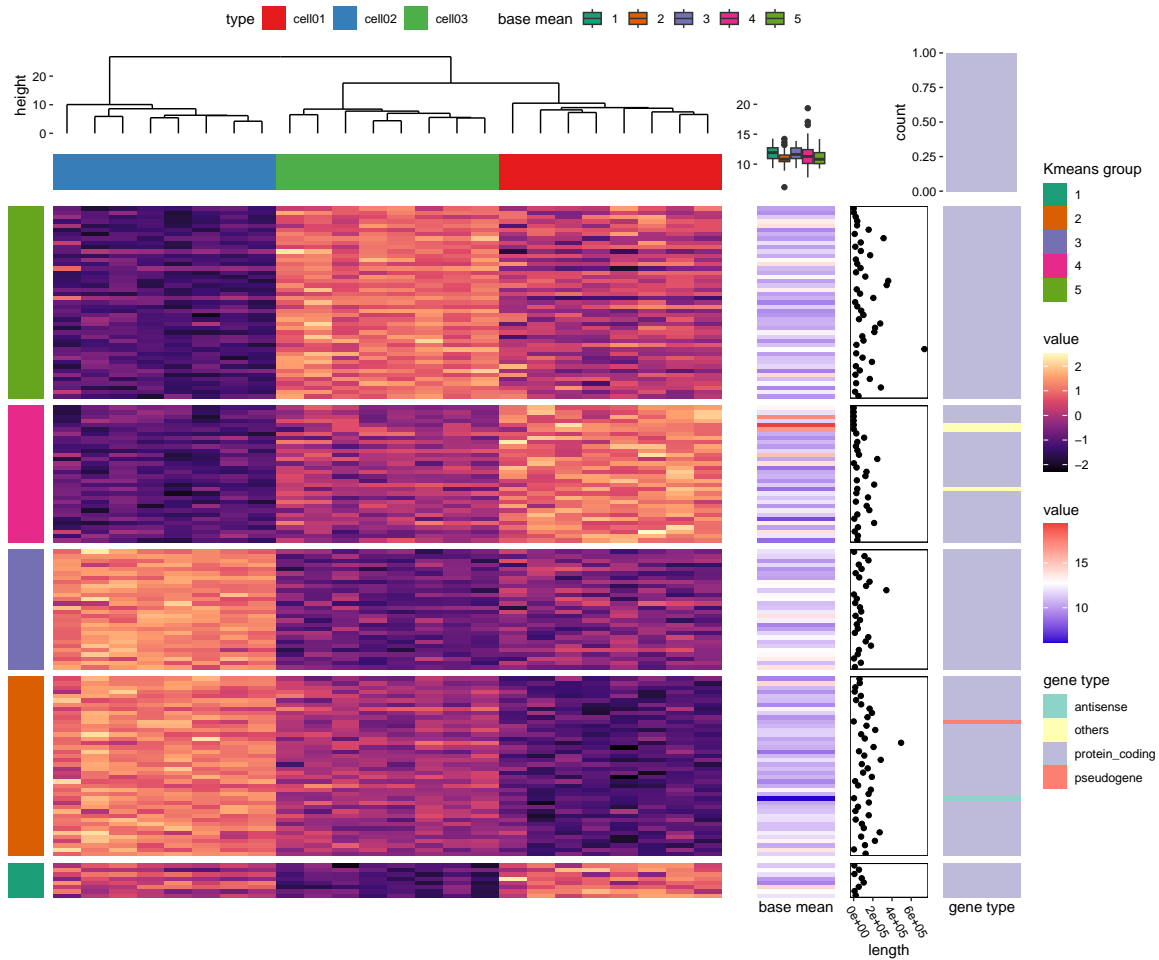 type cell01 cell02 cell03 base mean 1 2 3 4 5
height
20
10
0
20
15
10
count
1.00
0.75
0.50
0.25
0.00
Kmeans group
1
2
3
4
5
value
2
1
0
−1
−2
value
15
10
gene type
antisense
others
protein_coding
pseudogene
base mean
0e+00
2e+05
4e+05
6e+05
length
gene type